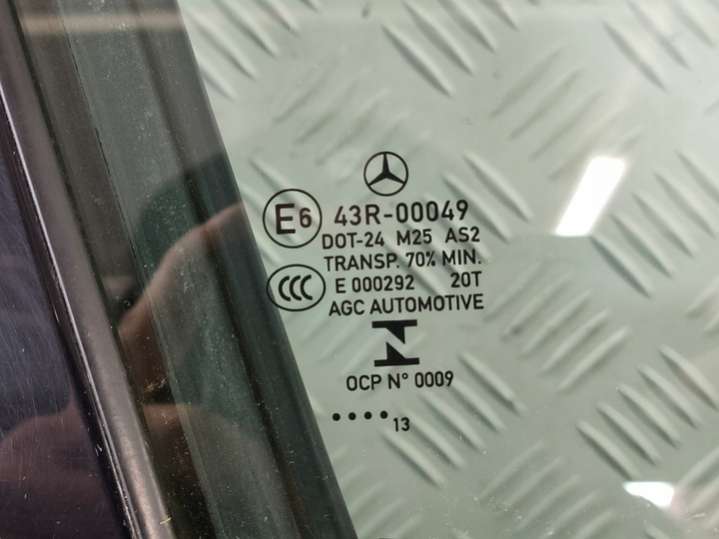 E6 43R-00049
DOT-24 M25 AS2
TRANSP. 70% MIN.
CCC E 000292 20T
AGC AUTOMOTIVE
OCP N° 0009
•••• 13